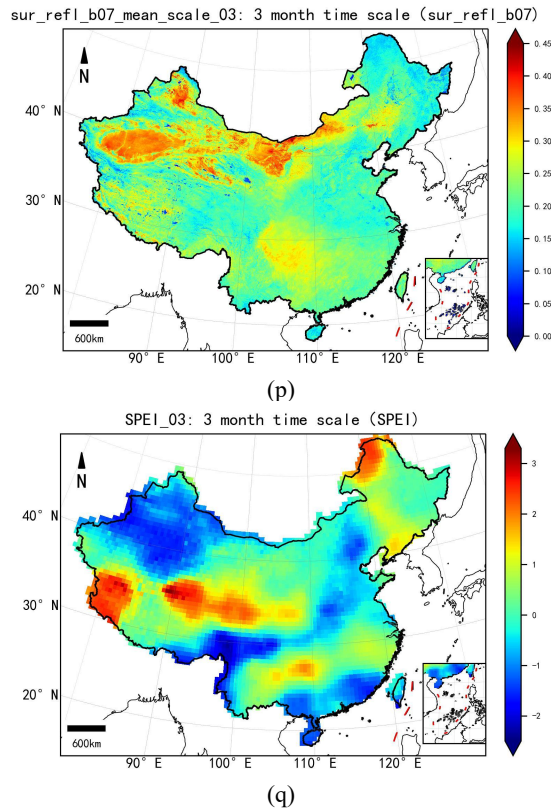 sur_refl_b07_mean_scale_03: 3 month time scale (sur_refl_b07)
N
40° N
30° N
20° N
600km
90° E 100° E 110° E 120° E
0.45
0.40
0.35
0.30
0.25
0.20
0.15
0.10
0.05
0.00
(p)
SPEI_03: 3 month time scale (SPEI)
N
40° N
30° N
20° N
600km
90° E 100° E 110° E 120° E
3
2
1
0
−1
−2
(q)